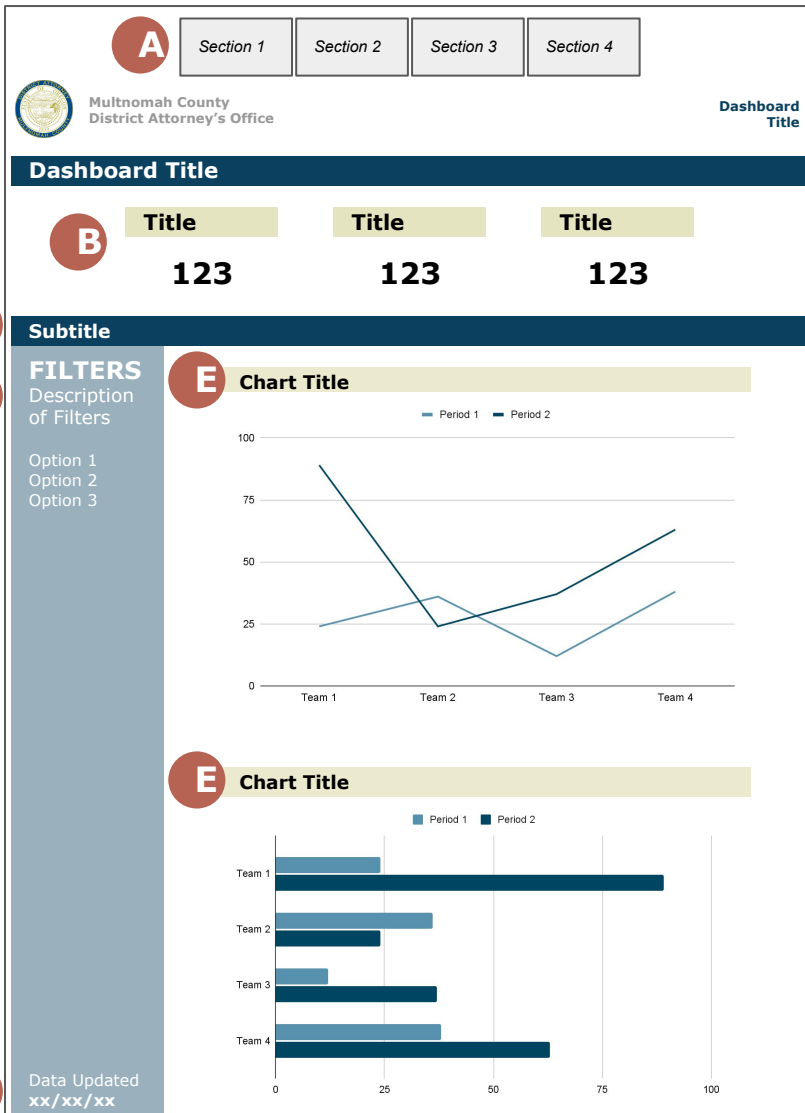 A
Section 1
Section 2
Section 3
Section 4
Multnomah County
District Attorney's Office
Dashboard
Title
Dashboard Title
B
Title
Title
Title
123
123
123
Subtitle
FILTERS
Description
of Filters
Option 1
Option 2
Option 3
E
Chart Title
Period 1
Period 2
100
75
50
25
0
Team 1
Team 2
Team 3
Team 4
E
Chart Title
Period 1
Period 2
Team 1
Team 2
Team 3
Team 4
0
25
50
75
100
Data Updated
xx/xx/xx